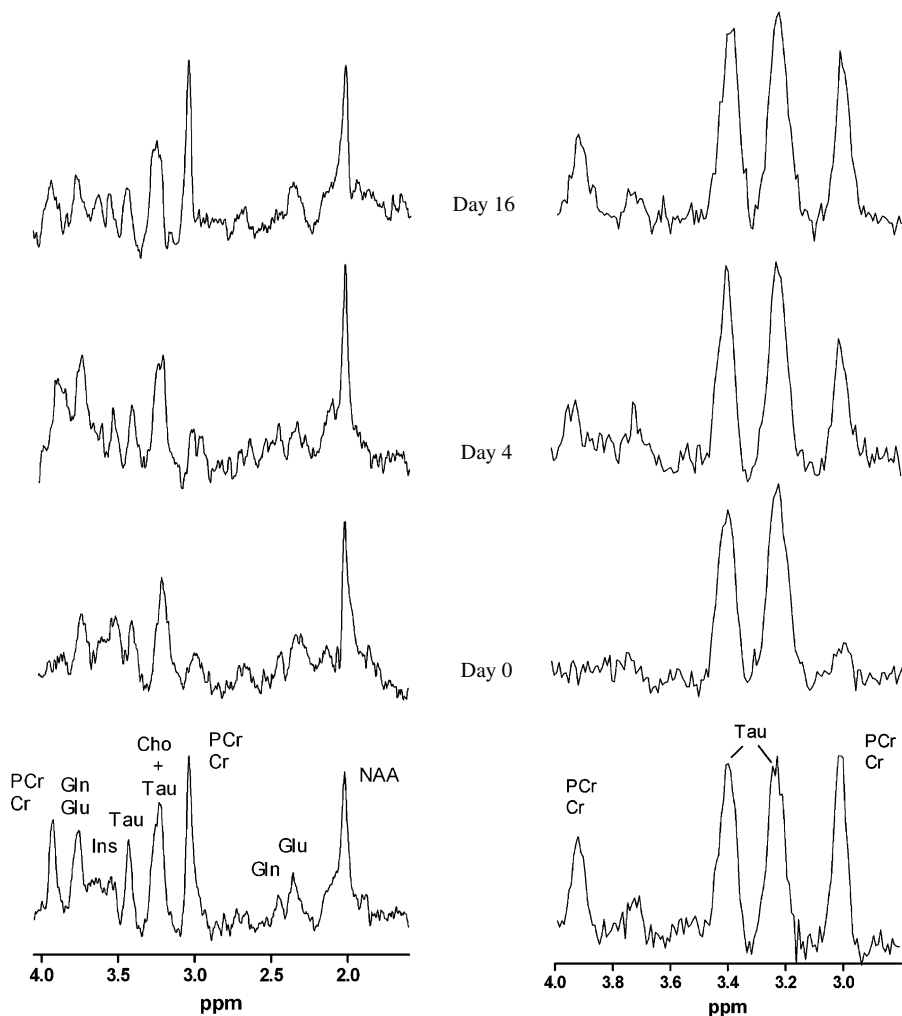 Day 16
Day 4
Day 0
PCr
Cr
Gln
Glu
Ins
Tau
Cho
+
Tau
PCr
Cr
Gln
Glu
NAA
4.0 3.5 3.0 2.5 2.0
ppm
PCr
Cr
Tau
PCr
Cr
4.0 3.8 3.6 3.4 3.2 3.0
ppm